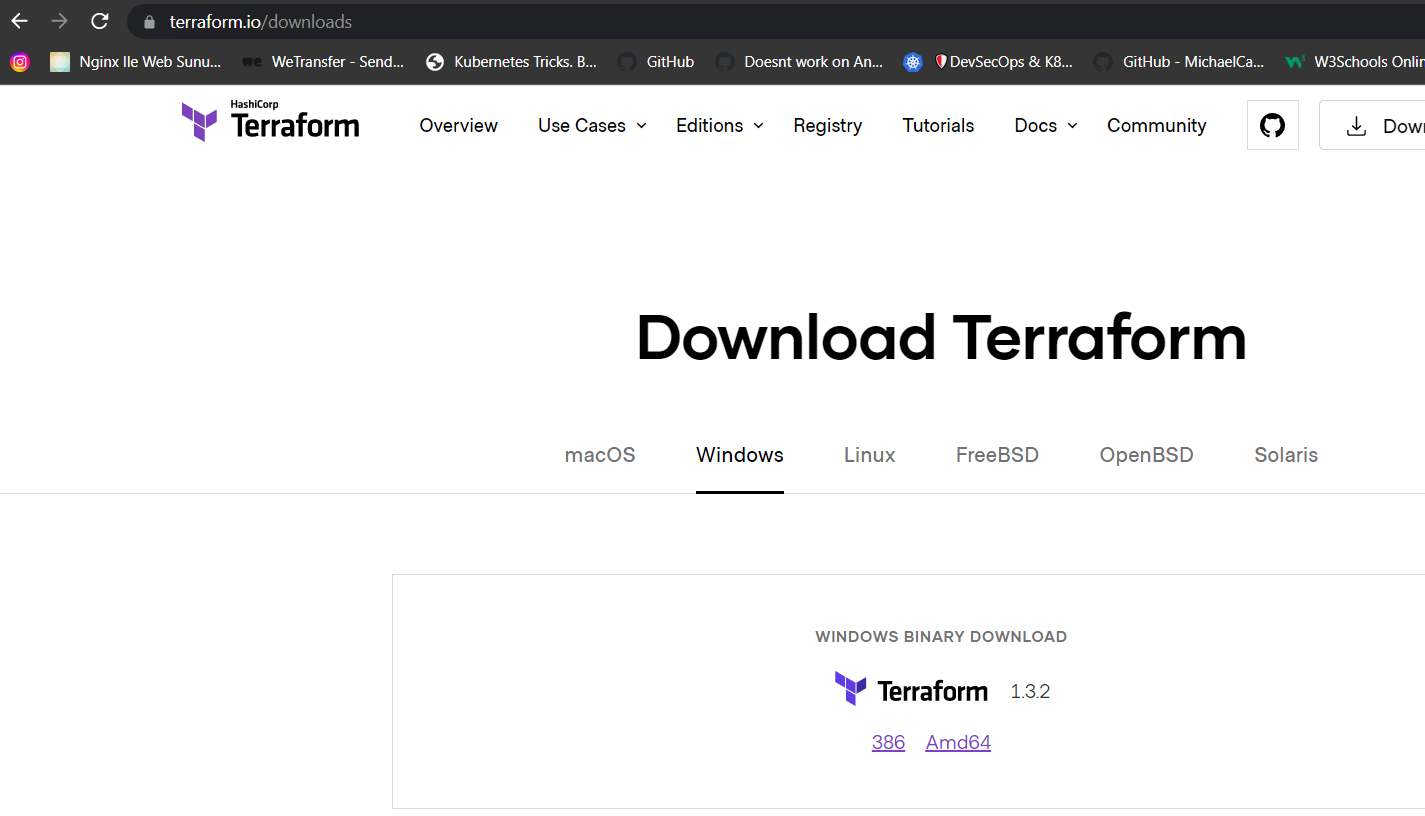 terraform.io/downloads
Nginx Ile Web Sunu... we WeTransfer - Send... Kubernetes Tricks. B... GitHub Doesnt work on An... DevSecOps & K8... GitHub - MichaelCa... W3Schools Onlin
HashiCorp
Terraform Overview Use Cases Editions Registry Tutorials Docs Community Down
Download Terraform
macOS Windows Linux FreeBSD OpenBSD Solaris
WINDOWS BINARY DOWNLOAD
Terraform 1.3.2
386 Amd64